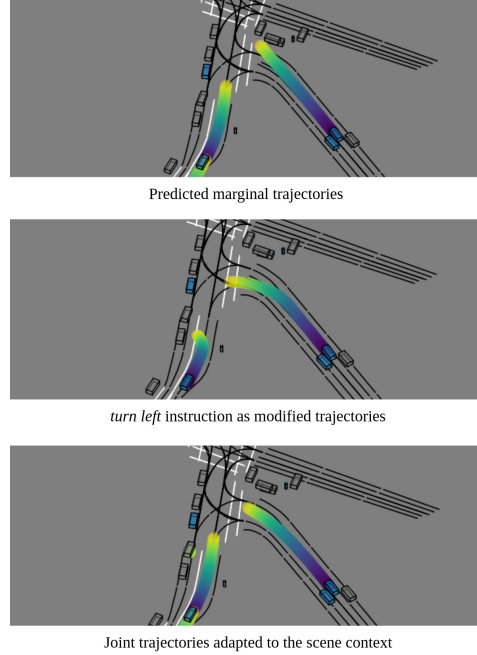 Predicted marginal trajectories
turn left instruction as modified trajectories
Joint trajectories adapted to the scene context